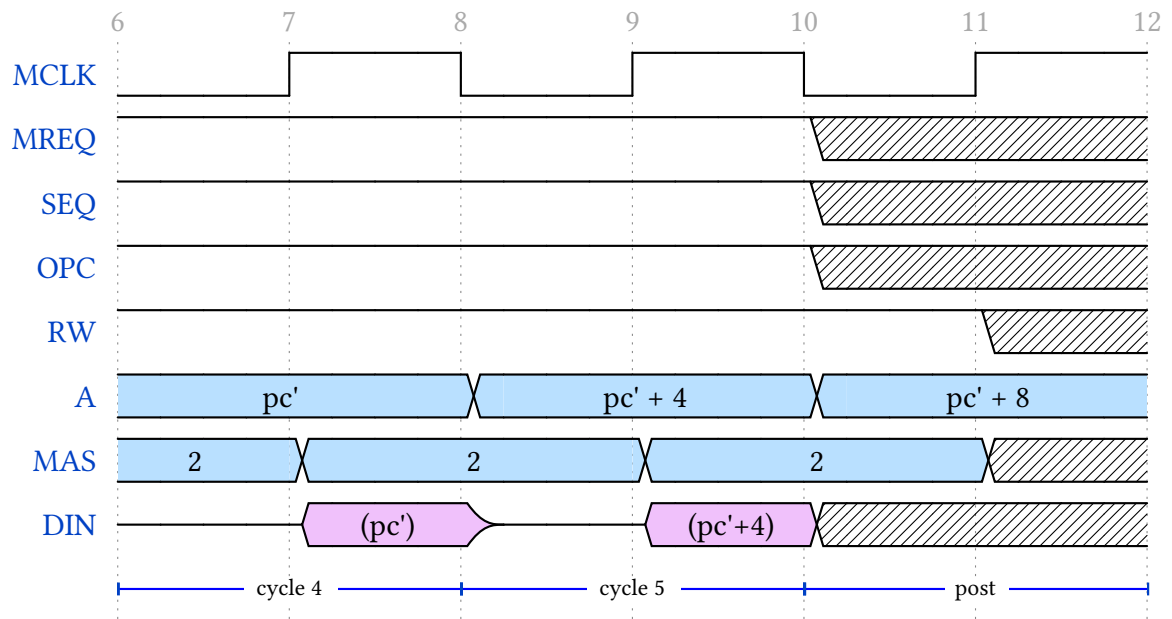 6 7 8 9 10 11 12
MCLK
MREQ
SEQ
OPC
RW
A pc' pc' + 4 pc' + 8
MAS 2 2 2
DIN (pc') (pc'+4)
cycle 4 cycle 5 post